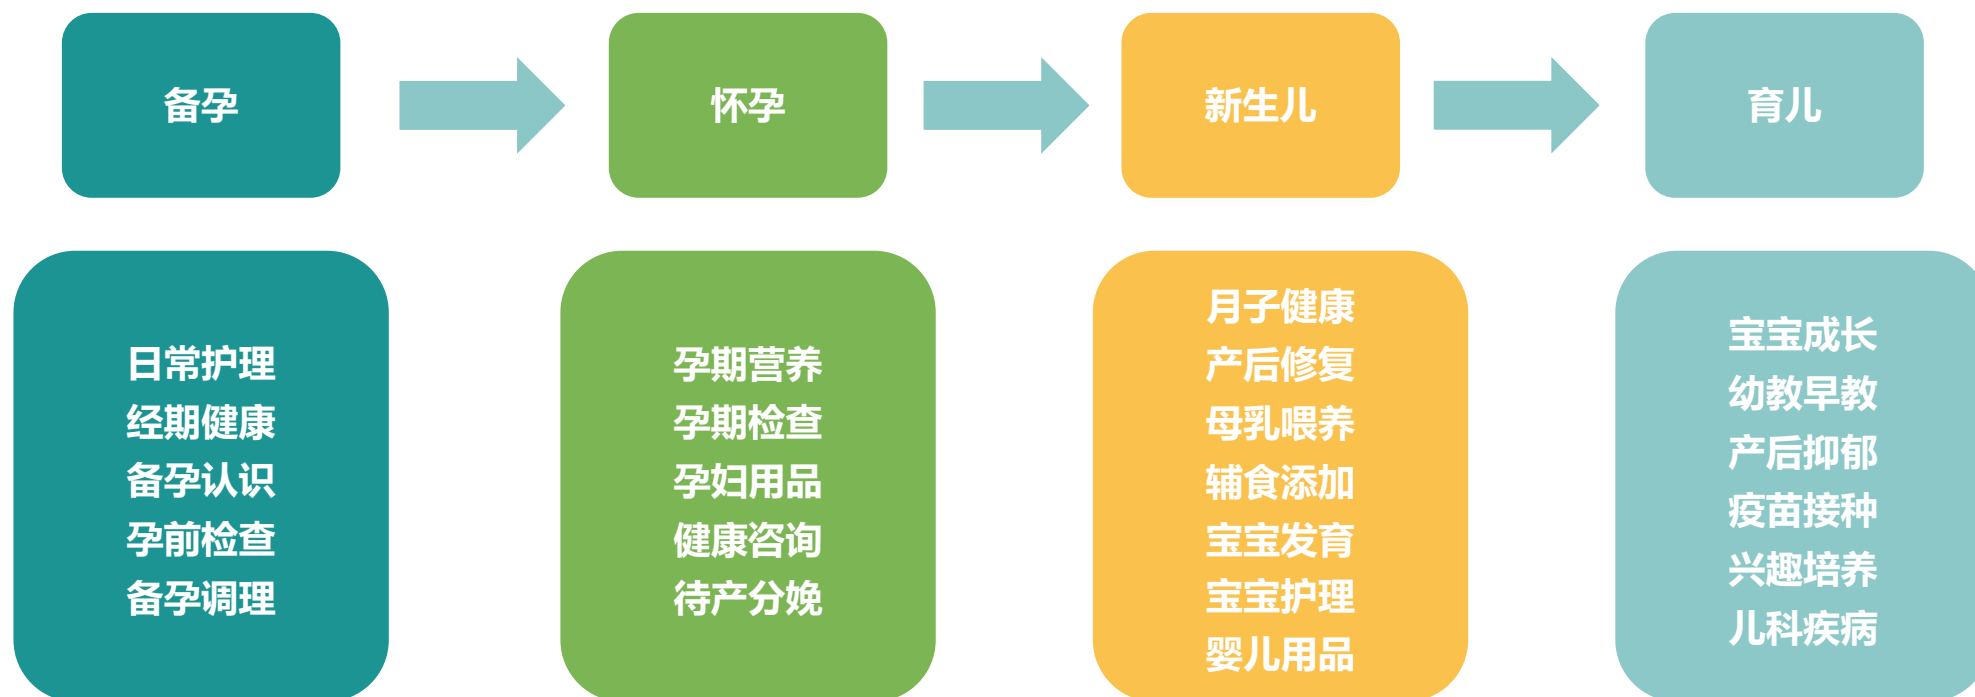 备孕
怀孕
新生儿
育儿
日常护理
经期健康
备孕认识
孕前检查
备孕调理
孕期营养
孕期检查
孕妇用品
健康咨询
待产分娩
月子健康
产后修复
母乳喂养
辅食添加
宝宝发育
宝宝护理
婴儿用品
宝宝成长
幼教早教
产后抑郁
疫苗接种
兴趣培养
儿科疾病